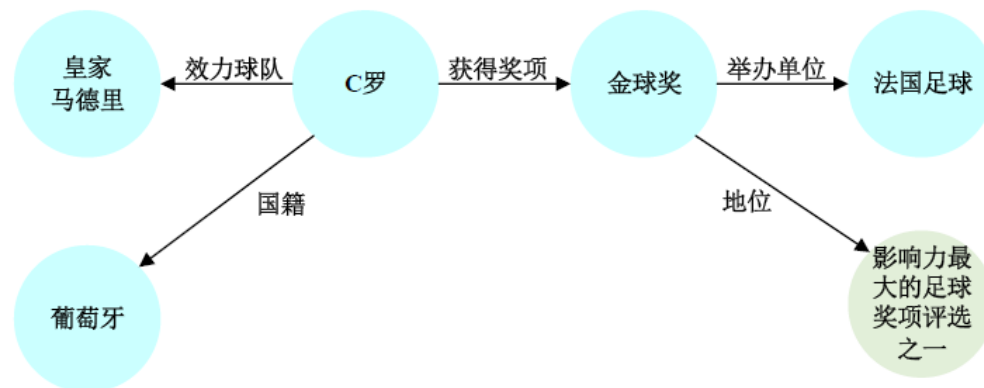 皇家
马德里
效力球队
C罗
获得奖项
金球奖
举办单位
法国足球
国籍
地位
葡萄牙
影响力最
大的足球
奖项评选
之一